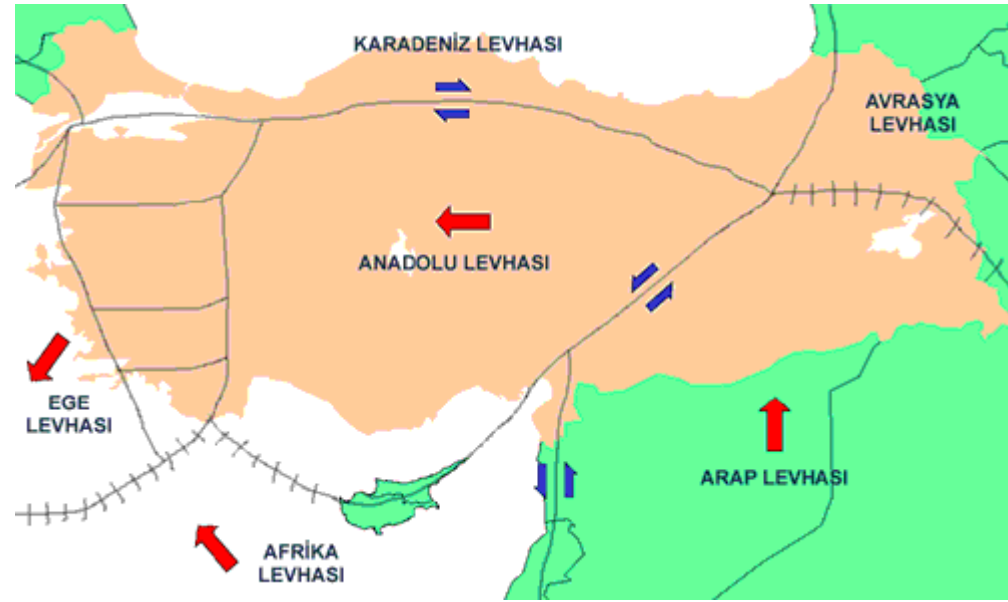 KARADENİZ LEVHASI
AVRASYA
LEVHASI
ANADOLU LEVHASI
EGE
LEVHASI
ARAP LEVHASI
AFRİKA
LEVHASI